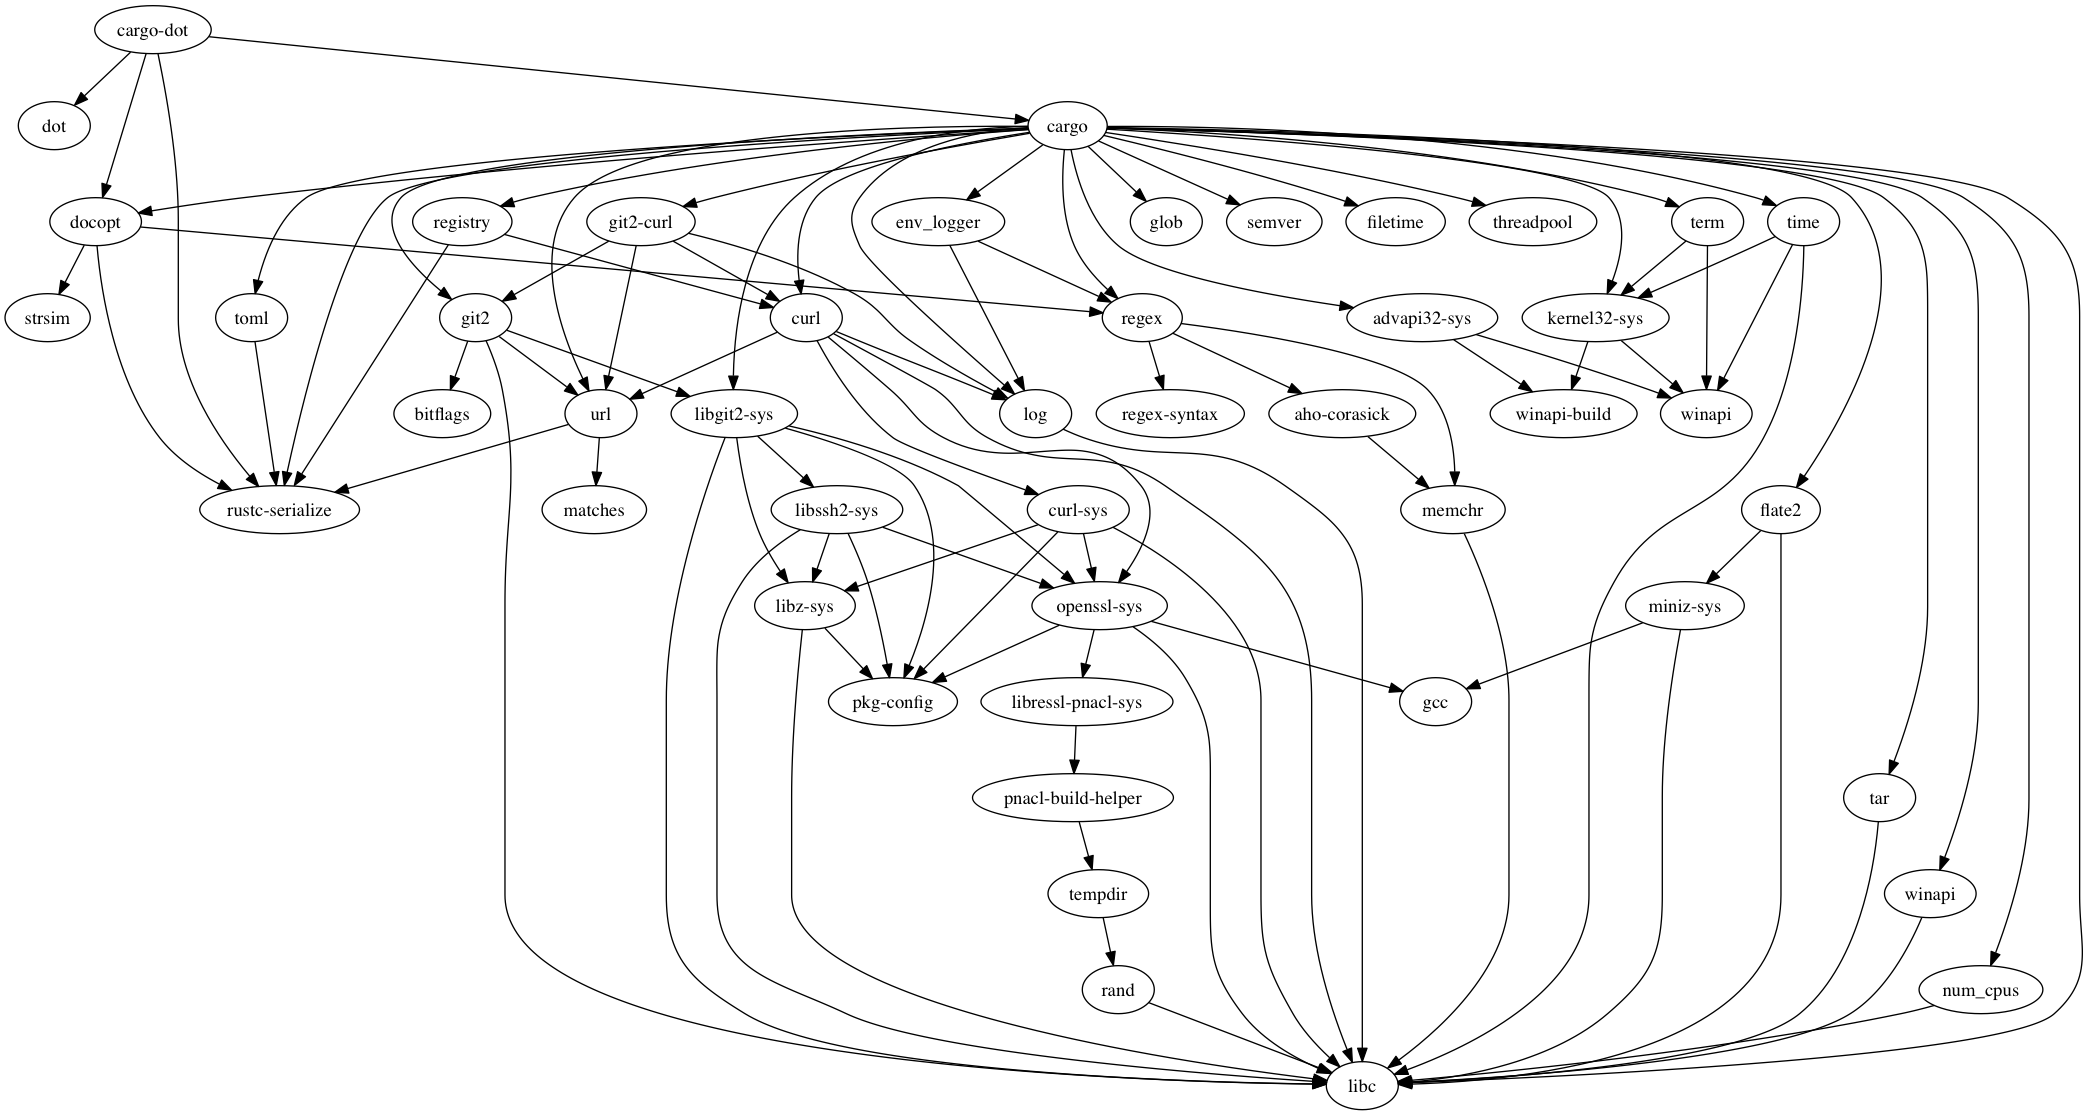 cargo-dot
dot
cargo
docopt
registry
git2-curl
env_logger
glob
semver
filetime
threadpool
term
time
strsim
toml
git2
curl
regex
advapi32-sys
kernel32-sys
bitflags
url
libgit2-sys
log
regex-syntax
aho-corasick
winapi-build
winapi
rustc-serialize
matches
libssh2-sys
curl-sys
memchr
flate2
libz-sys
openssl-sys
miniz-sys
pkg-config
libressl-pnacl-sys
gcc
pnacl-build-helper
tar
tempdir
winapi
rand
num_cpus
libc